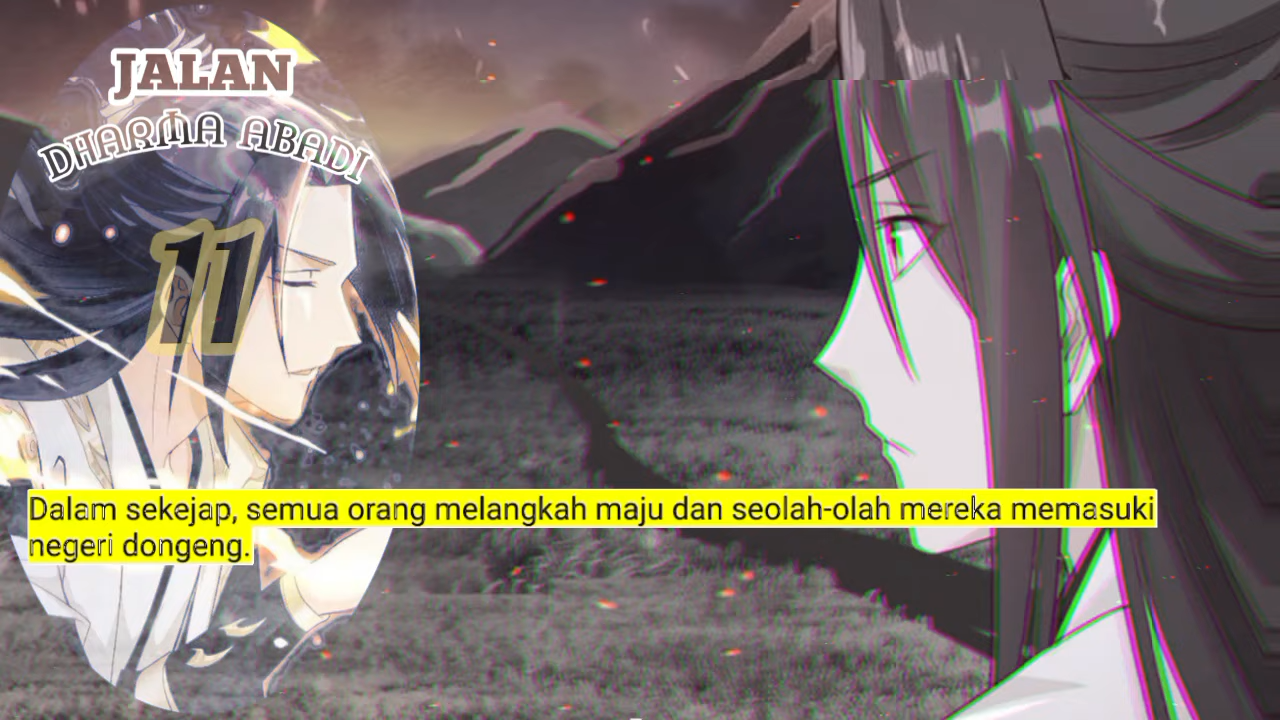 JALAN
DHARMA ABADI
11
Dalam sekejap, semua orang melangkah maju dan seolah-olah mereka memasuki
negeri dongeng.